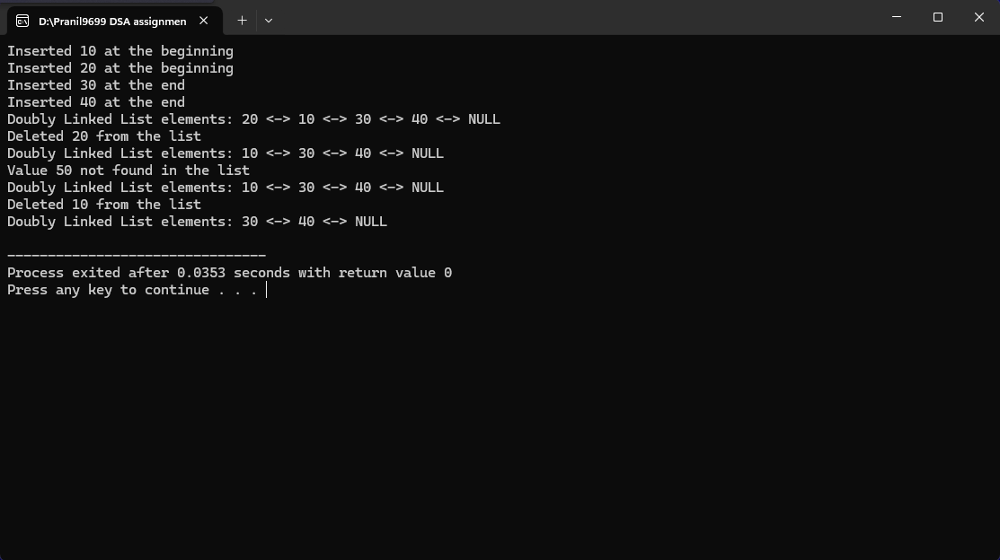 D:\Pranil9699 DSA assignmen
Inserted 10 at the beginning
Inserted 20 at the beginning
Inserted 30 at the end
Inserted 40 at the end
Doubly Linked List elements: 20 <-> 10 <-> 30 <-> 40 <-> NULL
Deleted 20 from the list
Doubly Linked List elements: 10 <-> 30 <-> 40 <-> NULL
Value 50 not found in the list
Doubly Linked List elements: 10 <-> 30 <-> 40 <-> NULL
Deleted 10 from the list
Doubly Linked List elements: 30 <-> 40 <-> NULL
--------------------------------
Process exited after 0.0353 seconds with return value 0
Press any key to continue . . .